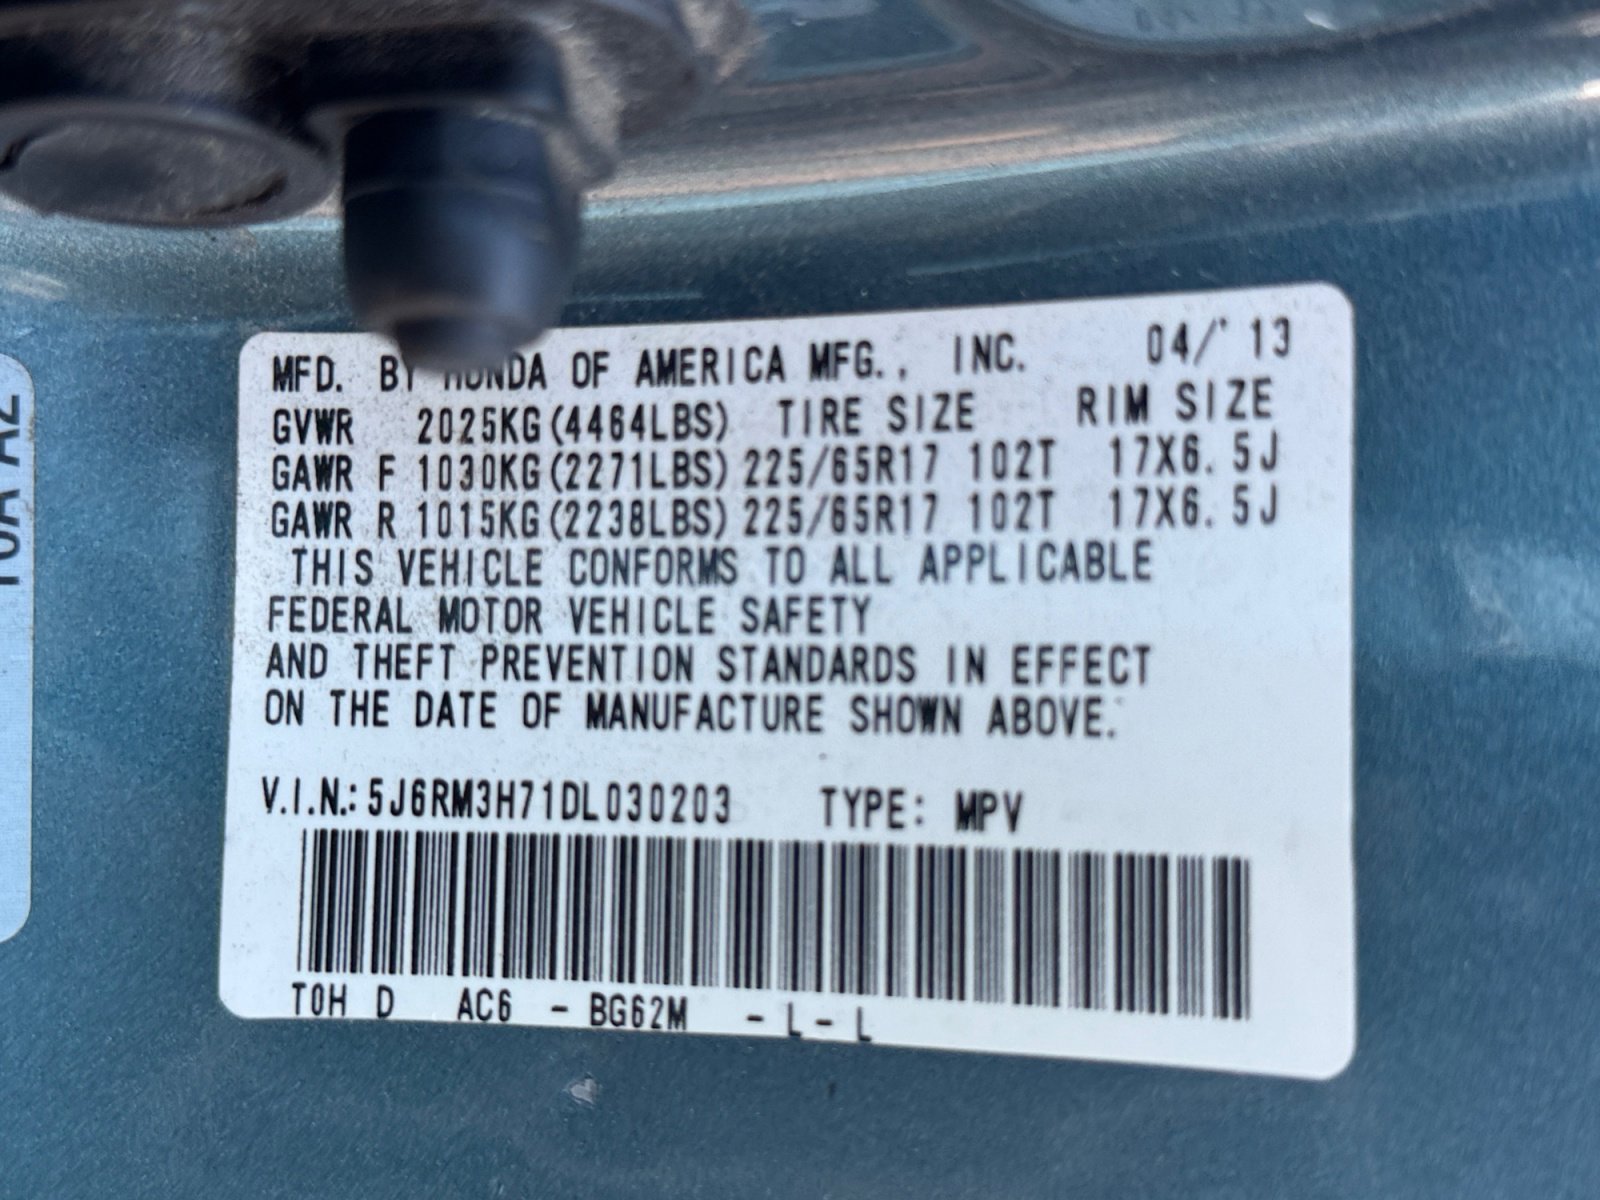 MFD. BY HONDA OF AMERICA MFG., INC. 04/'13
GVWR 2025KG(4464LBS) TIRE SIZE RIM SIZE
GAWR F 1030KG(2271LBS) 225/65R17 102T 17X6.5J
GAWR R 1015KG(2238LBS) 225/65R17 102T 17X6.5J
THIS VEHICLE CONFORMS TO ALL APPLICABLE
FEDERAL MOTOR VEHICLE SAFETY
AND THEFT PREVENTION STANDARDS IN EFFECT
ON THE DATE OF MANUFACTURE SHOWN ABOVE.
V.I.N.: 5J6RM3H71DL030203 TYPE: MPV
T0H D AC6 - BG62M - L - L